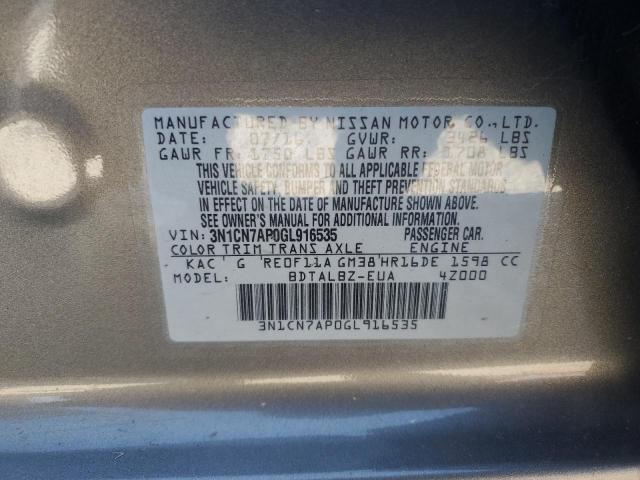 MANUFACTURED BY NISSAN MOTOR CO.,LTD.
DATE: 07/16 GVWR: 3426 LBS
GAWR FR: 1750 LBS GAWR RR: 1708 LBS
THIS VEHICLE CONFORMS TO ALL APPLICABLE FEDERAL MOTOR
VEHICLE SAFETY, BUMPER AND THEFT PREVENTION STANDARDS
IN EFFECT ON THE DATE OF MANUFACTURE SHOWN ABOVE.
SEE OWNER'S MANUAL FOR ADDITIONAL INFORMATION.
VIN: 3N1CN7AP0GL916535 PASSENGER CAR.
COLOR TRIM TRANS AXLE ENGINE
KAC G RE0F11A GM38 HR16DE 1598 CC
MODEL: BDTALBZ-EUA 4Z000
3N1CN7AP0GL916535